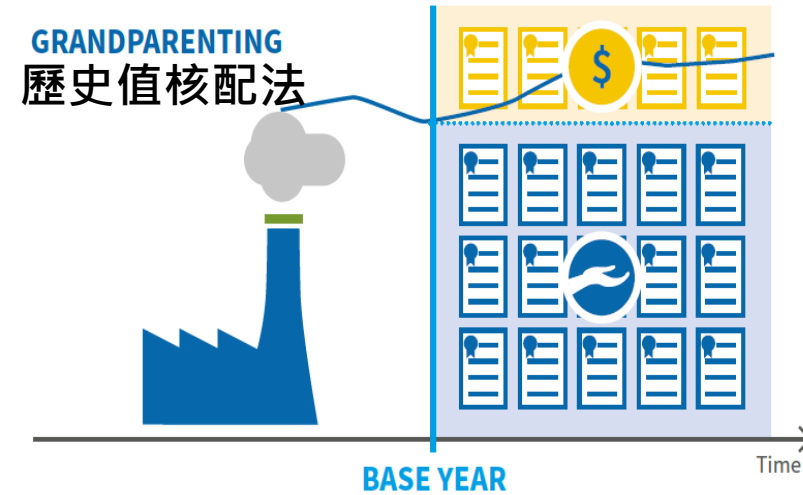 GRANDPARENTING
歷史值核配法
$
Time
BASE YEAR